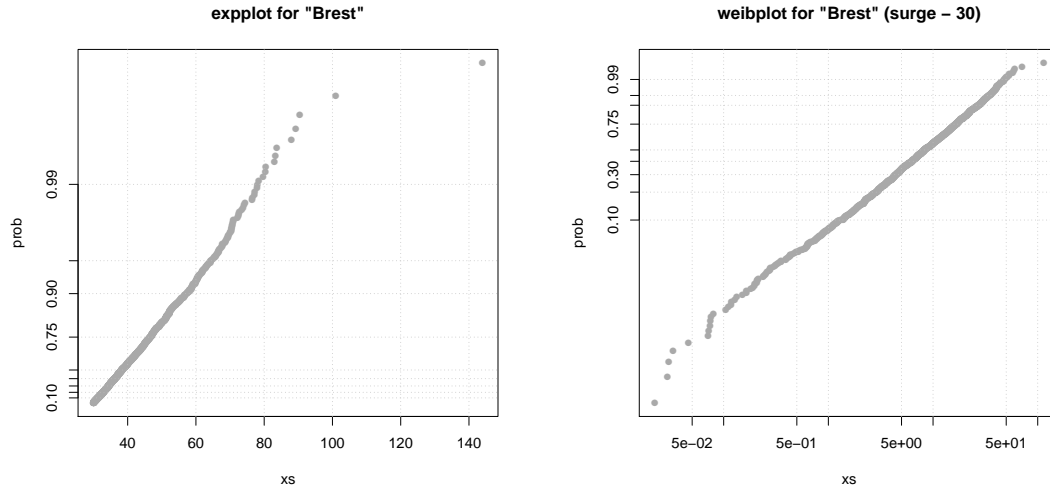 expplot for "Brest"
prob
0.99
0.90
0.75
0.10
40 60 80 100 120 140
xs
weibplot for "Brest" (surge − 30)
prob
0.99
0.75
0.30
0.10
5e−02 5e−01 5e+00 5e+01
xs